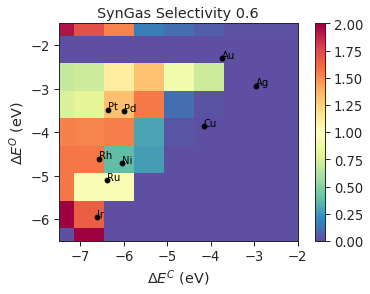 SynGas Selectivity 0.6
ΔE^O (eV)
−2
−3
−4
−5
−6
Au
Ag
Pt
Pd
Cu
Rh
Ni
Ru
Ir
−7
−6
−5
−4
−3
−2
ΔE^C (eV)
2.00
1.75
1.50
1.25
1.00
0.75
0.50
0.25
0.00